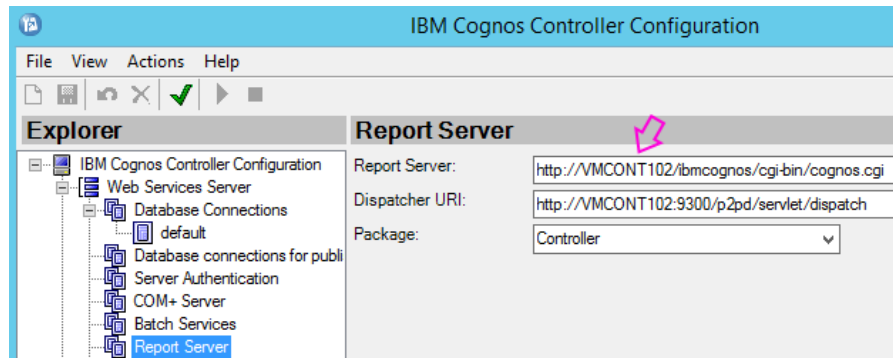 IBM Cognos Controller Configuration
File View Actions Help
Explorer
Report Server
IBM Cognos Controller Configuration
Web Services Server
Database Connections
default
Database connections for publi
Server Authentication
COM+ Server
Batch Services
Report Server
Report Server: http://VMCONT102/ibmcognos/cgi-bin/cognos.cgi
Dispatcher URI: http://VMCONT102:9300/p2pd/servlet/dispatch
Package: Controller